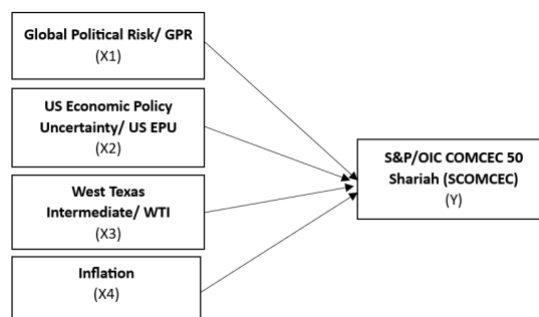 Global Political Risk/ GPR
(X1)
US Economic Policy
Uncertainty/ US EPU
(X2)
West Texas
Intermediate/ WTI
(X3)
Inflation
(X4)
S&P/OIC COMCEC 50
Shariah (SCOMCEC)
(Y)